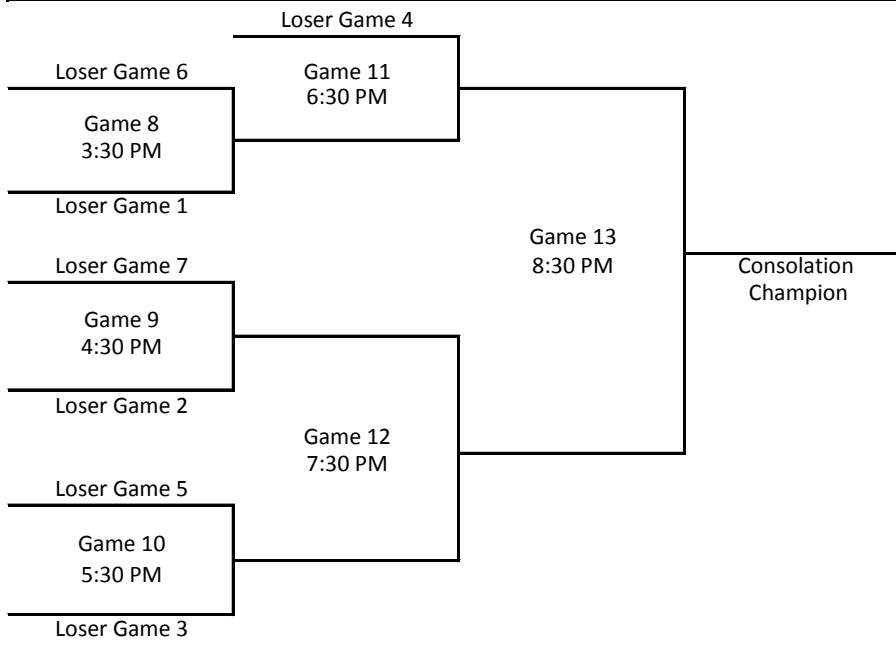 Loser Game 4
Loser Game 6
Game 11
6:30 PM
Game 8
3:30 PM
Loser Game 1
Game 13
8:30 PM
Consolation
Champion
Loser Game 7
Game 9
4:30 PM
Loser Game 2
Game 12
7:30 PM
Loser Game 5
Game 10
5:30 PM
Loser Game 3